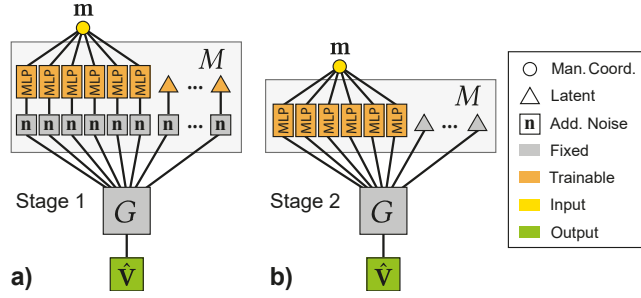 m
M
MLP MLP MLP MLP MLP MLP ...
n n n n n n n ... n
Stage 1
G
V̂
a)
m
M
MLP MLP MLP MLP MLP MLP ...
Stage 2
G
V̂
b)
Man. Coord.
Latent
n Add. Noise
Fixed
Trainable
Input
Output